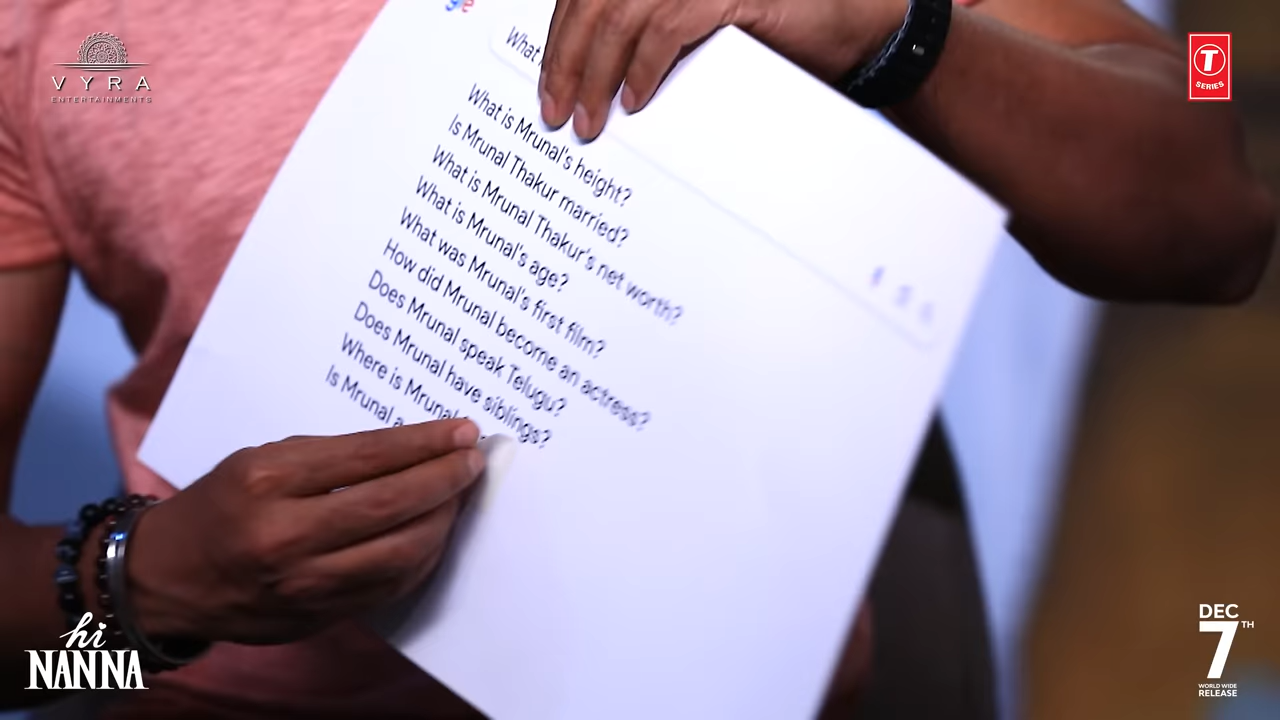 VYRA
ENTERTAINMENTS
T
SERIES
gle
What
What is Mrunal's height?
Is Mrunal Thakur married?
What is Mrunal Thakur's net worth?
What is Mrunal's age?
What was Mrunal's first film?
How did Mrunal become an actress?
Does Mrunal speak Telugu?
Does Mrunal have siblings?
Where is Mrunal
Is Mrunal a
hi
NANNA
DEC
7TH
WORLD WIDE
RELEASE